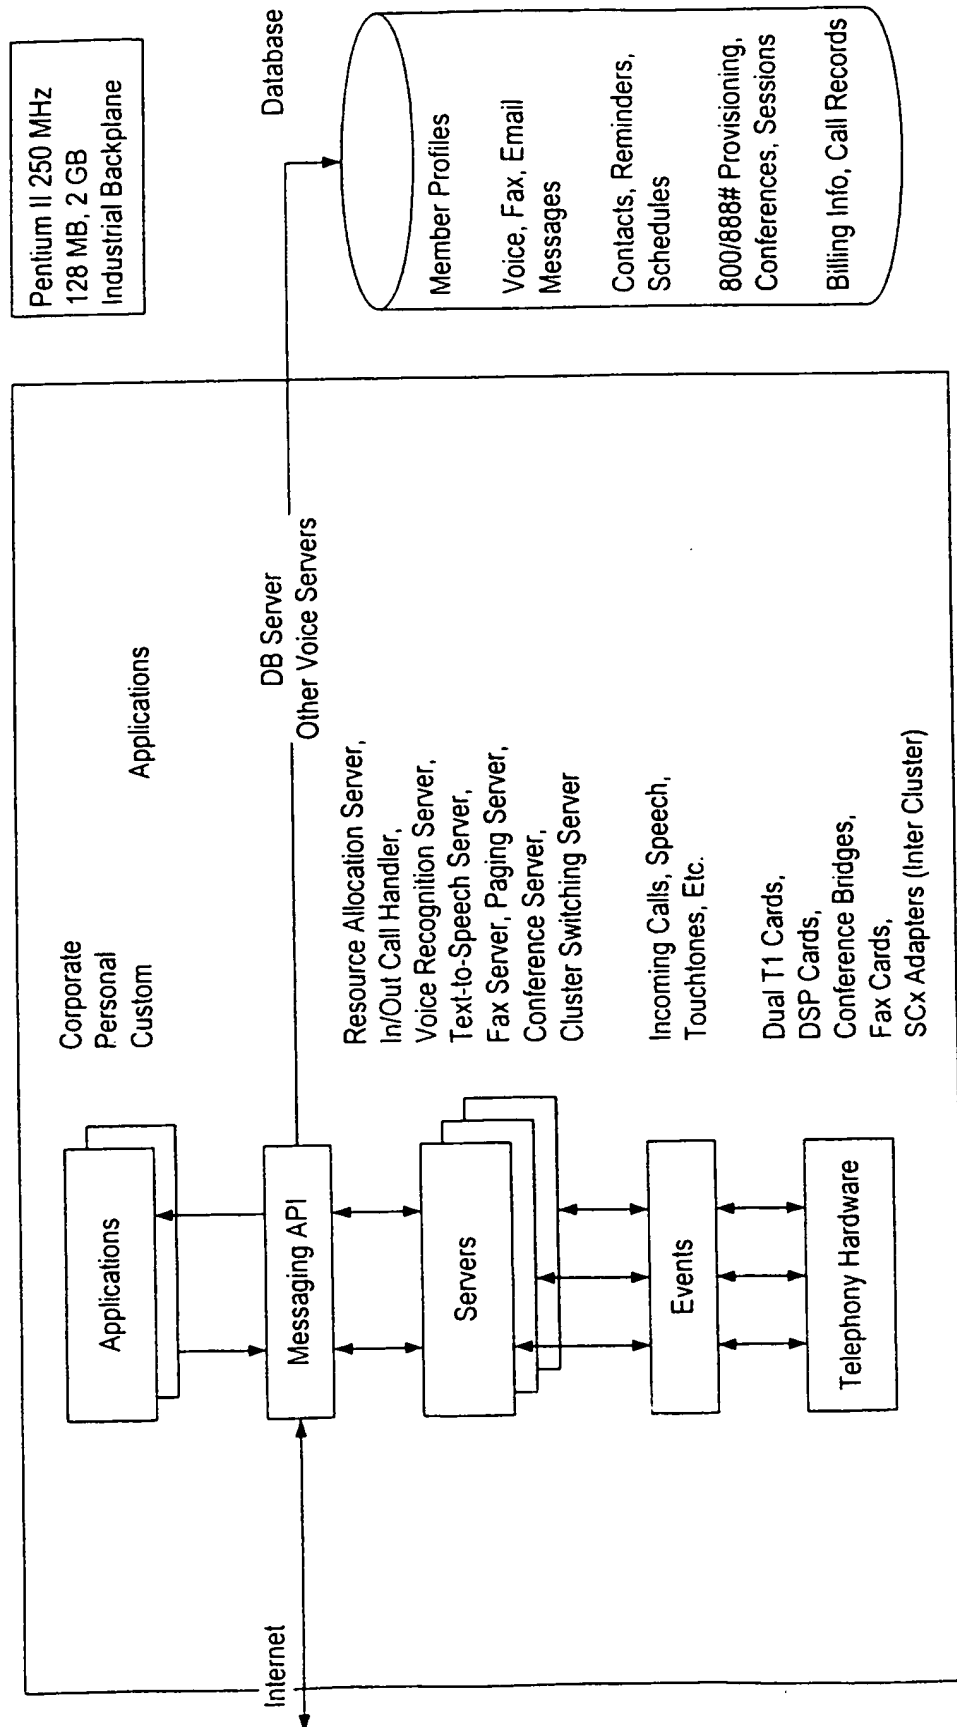 Pentium II 250 MHz
128 MB, 2 GB
Industrial Backplane
Corporate
Personal
Custom
Applications
Applications
Internet
Messaging API
DB Server
Other Voice Servers
Database
Member Profiles
Voice, Fax, Email
Messages
Contacts, Reminders,
Schedules
800/888# Provisioning,
Conferences, Sessions
Billing Info, Call Records
Servers
Resource Allocation Server,
In/Out Call Handler,
Voice Recognition Server,
Text-to-Speech Server,
Fax Server, Paging Server,
Conference Server,
Cluster Switching Server
Events
Incoming Calls, Speech,
Touchtones, Etc.
Telephony Hardware
Dual T1 Cards,
DSP Cards,
Conference Bridges,
Fax Cards,
SCx Adapters (Inter Cluster)